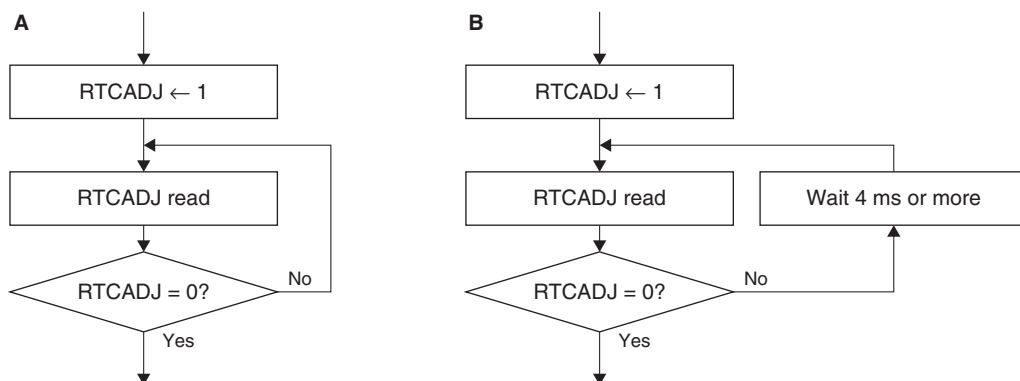 A
RTCADJ ← 1
RTCADJ read
RTCADJ = 0?
No
Yes
B
RTCADJ ← 1
RTCADJ read
Wait 4 ms or more
RTCADJ = 0?
No
Yes